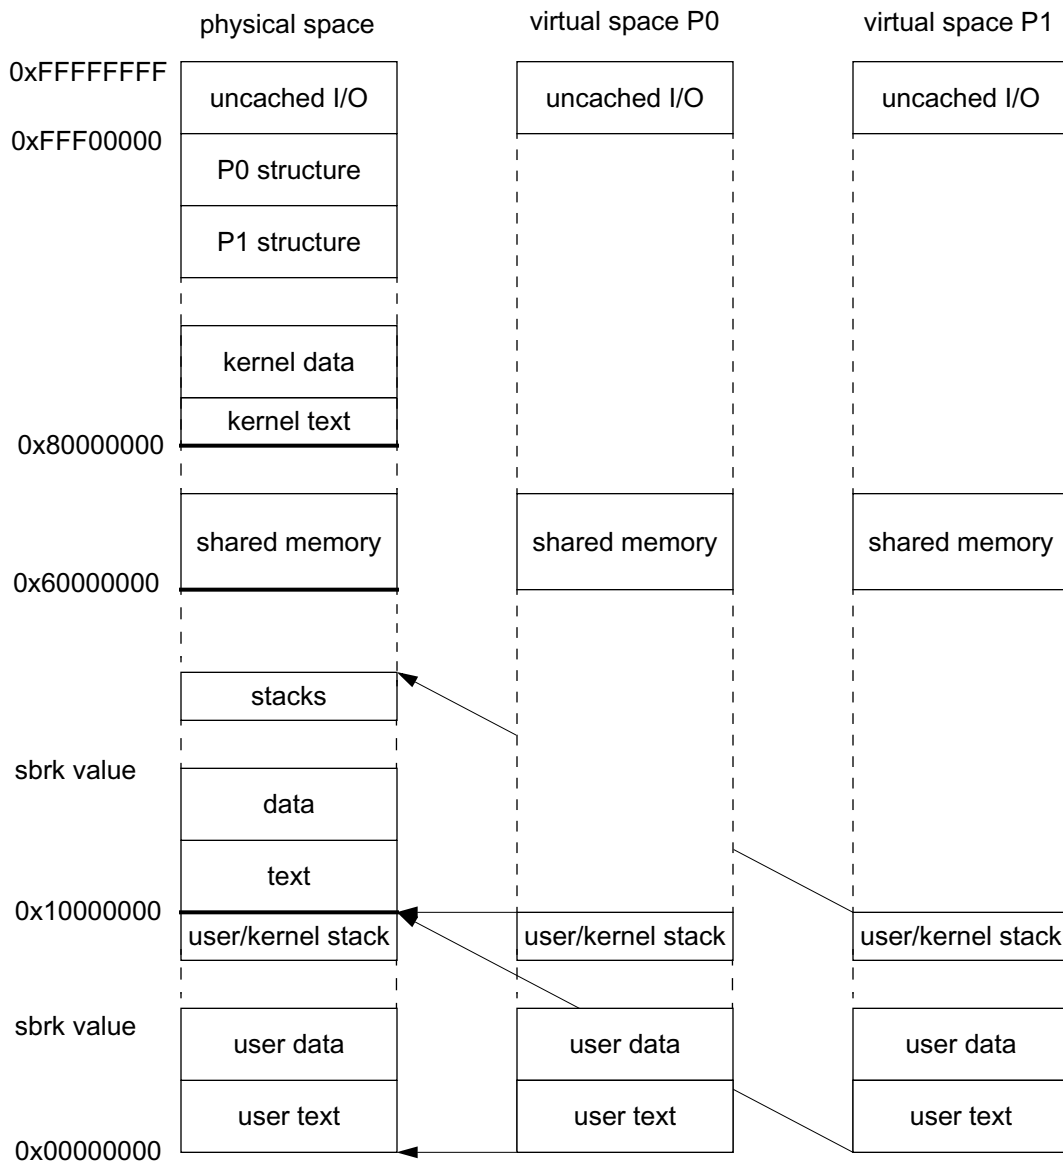 physical space virtual space P0 virtual space P1
0xFFFFFFFF uncached I/O uncached I/O uncached I/O
0xFFF00000
P0 structure
P1 structure
kernel data
kernel text
0x80000000
shared memory shared memory shared memory
0x60000000
stacks
sbrk value
data
text
0x10000000
user/kernel stack user/kernel stack user/kernel stack
sbrk value
user data user data user data
user text user text user text
0x00000000